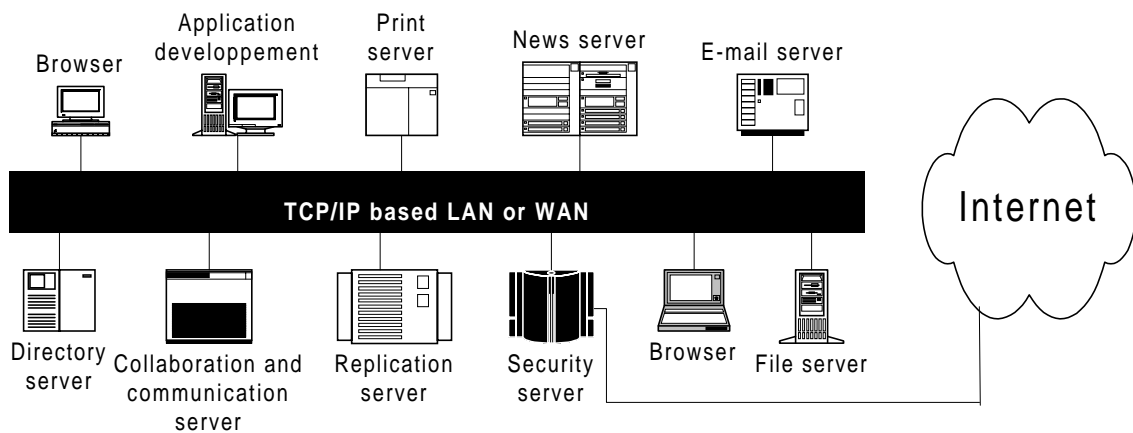 Browser
Application
developpement
Print
server
News server
E-mail server
TCP/IP based LAN or WAN
Internet
Directory
server
Collaboration and
communication
server
Replication
server
Security
server
Browser
File server